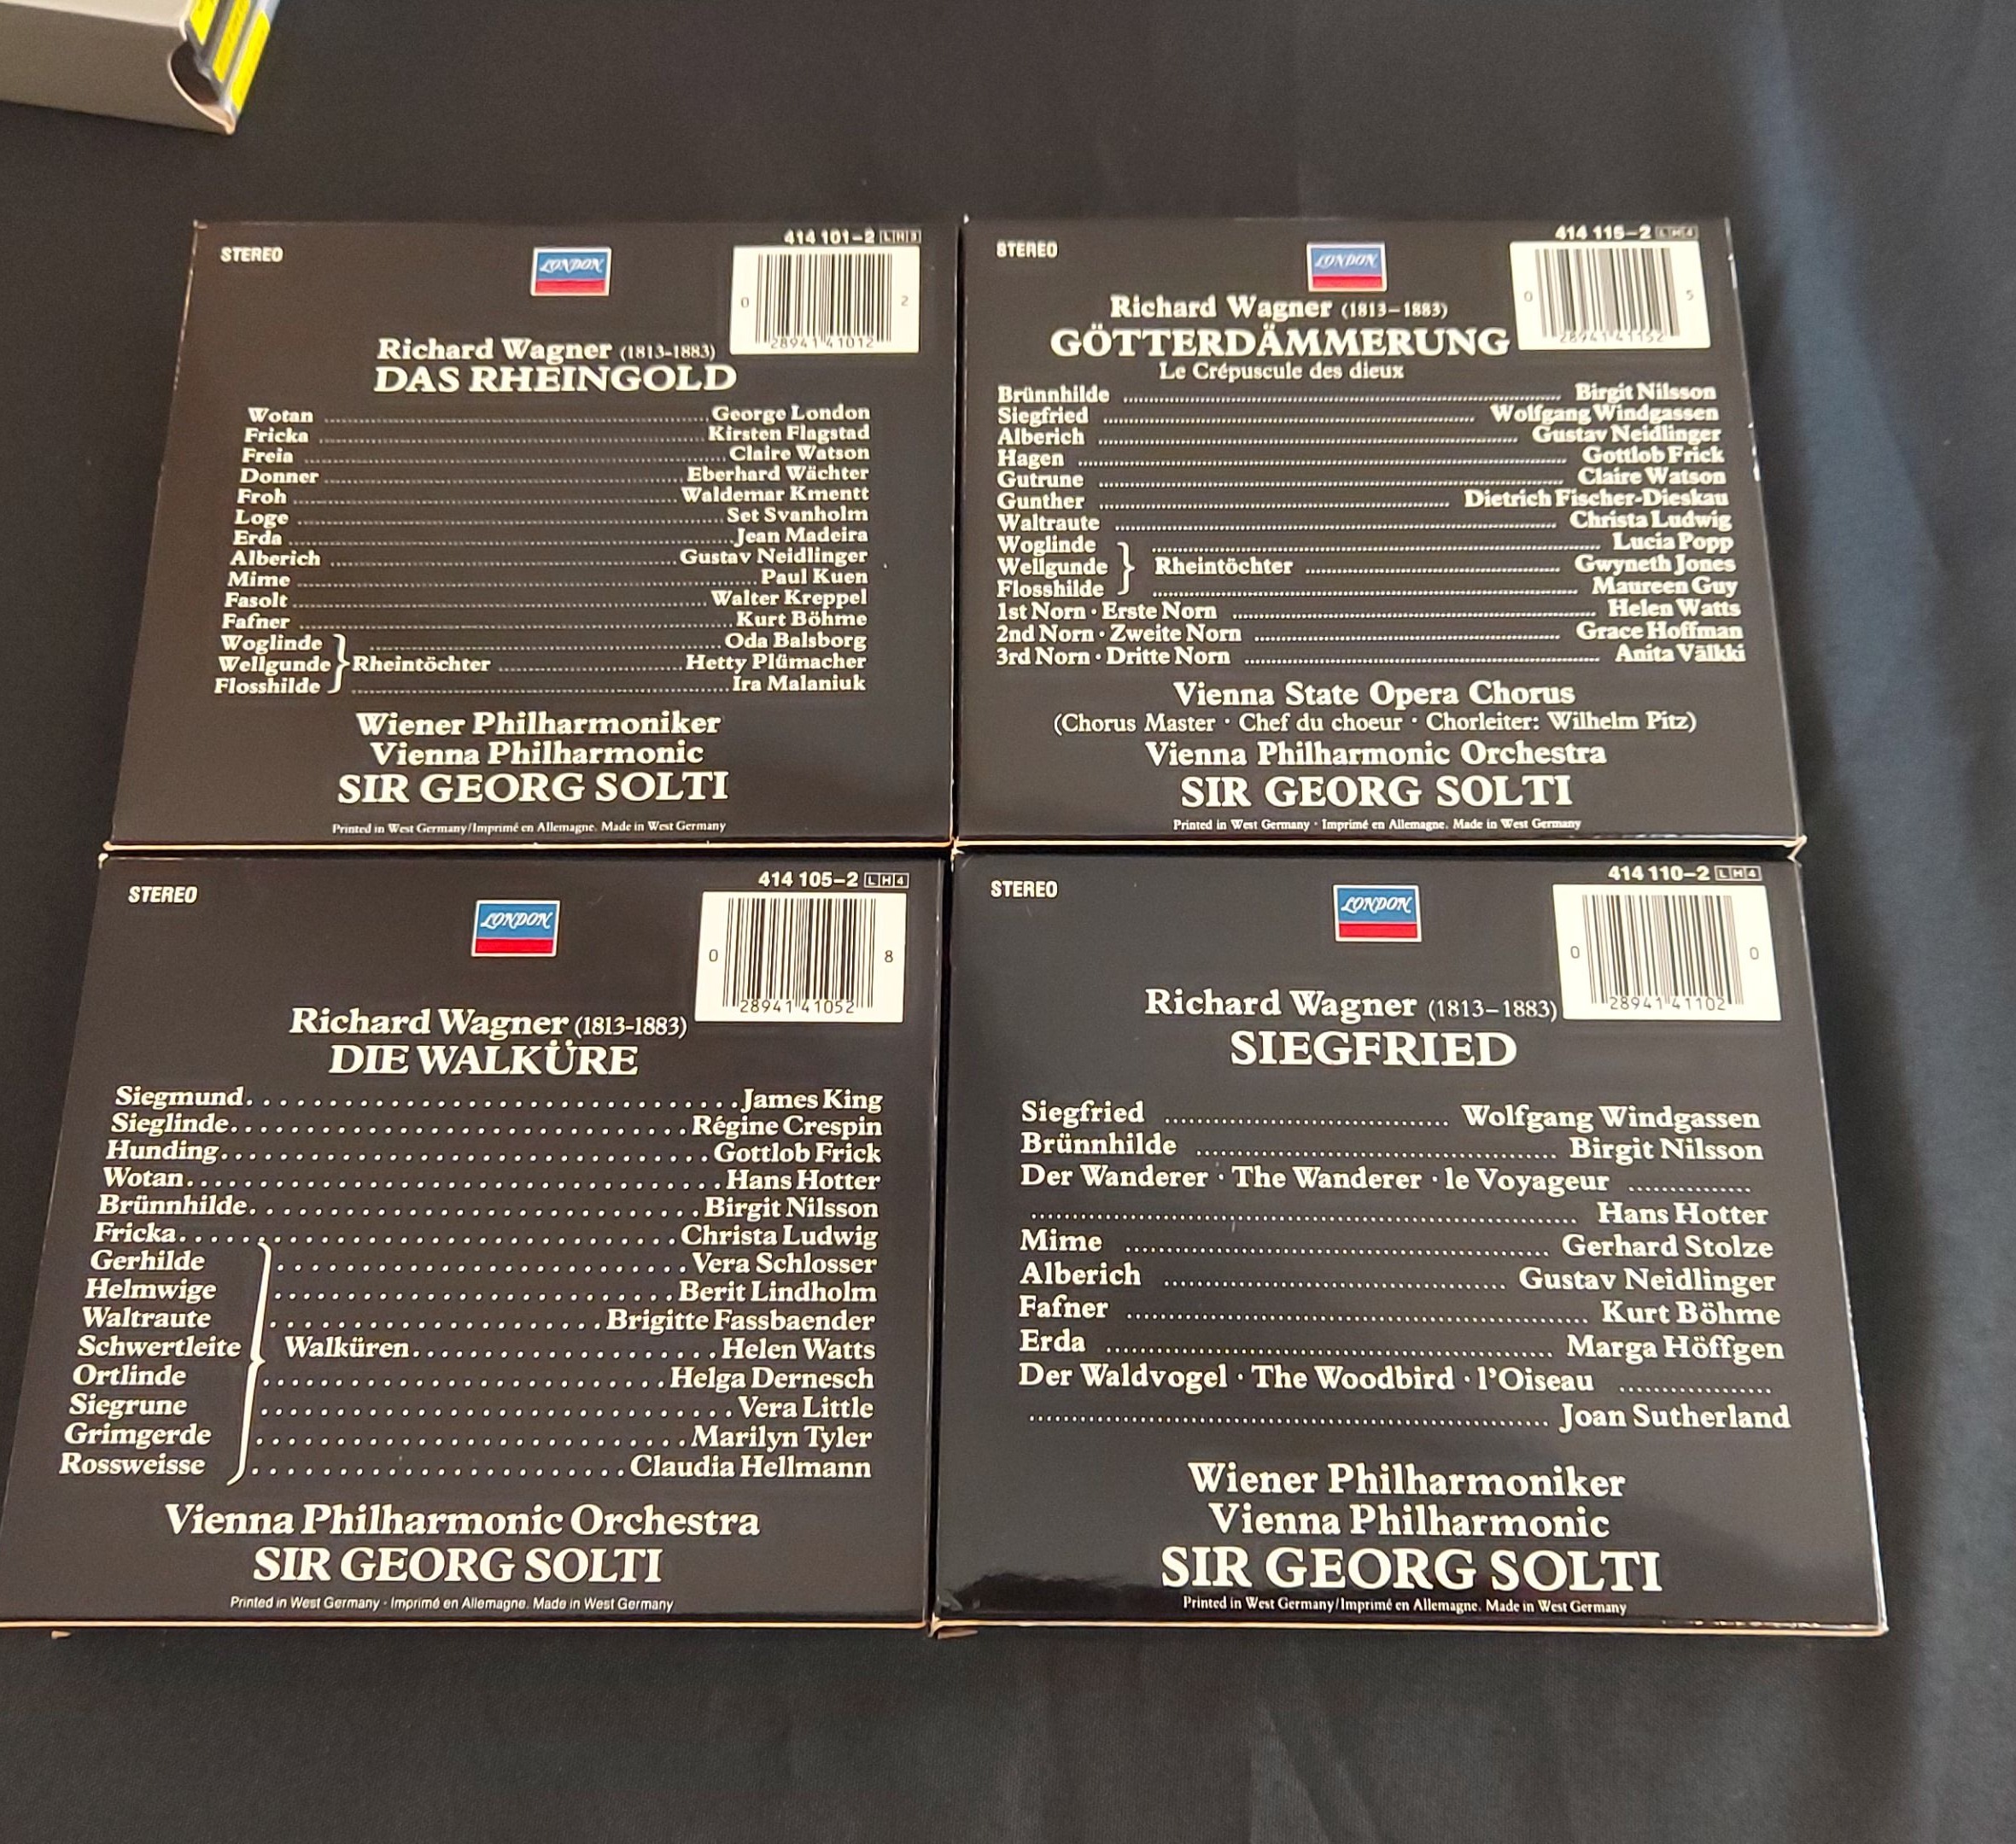 STEREO
414 101-2 LH3
LONDON
0 28941 41012 2
Richard Wagner (1813-1883)
DAS RHEINGOLD
Wotan George London
Fricka Kirsten Flagstad
Freia Claire Watson
Donner Eberhard Wächter
Froh Waldemar Kmentt
Loge Set Svanholm
Erda Jean Madeira
Alberich Gustav Neidlinger
Mime Paul Kuen
Fasolt Walter Kreppel
Fafner Kurt Böhme
Woglinde Oda Balsborg
Wellgunde } Rheintöchter Hetty Plümacher
Flosshilde Ira Malaniuk
Wiener Philharmoniker
Vienna Philharmonic
SIR GEORG SOLTI
Printed in West Germany/Imprimé en Allemagne. Made in West Germany
STEREO
414 115-2 LH4
LONDON
0 28941 41152 5
Richard Wagner (1813-1883)
GÖTTERDÄMMERUNG
Le Crépuscule des dieux
Brünnhilde Birgit Nilsson
Siegfried Wolfgang Windgassen
Alberich Gustav Neidlinger
Hagen Gottlob Frick
Gutrune Claire Watson
Gunther Dietrich Fischer-Dieskau
Waltraute Christa Ludwig
Woglinde Lucia Popp
Wellgunde } Rheintöchter Gwyneth Jones
Flosshilde Maureen Guy
1st Norn · Erste Norn Helen Watts
2nd Norn · Zweite Norn Grace Hoffman
3rd Norn · Dritte Norn Anita Välkki
Vienna State Opera Chorus
(Chorus Master · Chef du choeur · Chorleiter: Wilhelm Pitz)
Vienna Philharmonic Orchestra
SIR GEORG SOLTI
Printed in West Germany · Imprimé en Allemagne. Made in West Germany
STEREO
414 105-2 LH4
LONDON
0 28941 41052 8
Richard Wagner (1813-1883)
DIE WALKÜRE
Siegmund James King
Sieglinde Régine Crespin
Hunding Gottlob Frick
Wotan Hans Hotter
Brünnhilde Birgit Nilsson
Fricka Christa Ludwig
Gerhilde Vera Schlosser
Helmwige Berit Lindholm
Waltraute Brigitte Fassbaender
Schwertleite } Walküren Helen Watts
Ortlinde Helga Dernesch
Siegrune Vera Little
Grimgerde Marilyn Tyler
Rossweisse Claudia Hellmann
Vienna Philharmonic Orchestra
SIR GEORG SOLTI
Printed in West Germany · Imprimé en Allemagne. Made in West Germany
STEREO
414 110-2 LH4
LONDON
0 28941 41102 0
Richard Wagner (1813-1883)
SIEGFRIED
Siegfried Wolfgang Windgassen
Brünnhilde Birgit Nilsson
Der Wanderer · The Wanderer · le Voyageur
Hans Hotter
Mime Gerhard Stolze
Alberich Gustav Neidlinger
Fafner Kurt Böhme
Erda Marga Höffgen
Der Waldvogel · The Woodbird · l'Oiseau
Joan Sutherland
Wiener Philharmoniker
Vienna Philharmonic
SIR GEORG SOLTI
Printed in West Germany/Imprimé en Allemagne. Made in West Germany